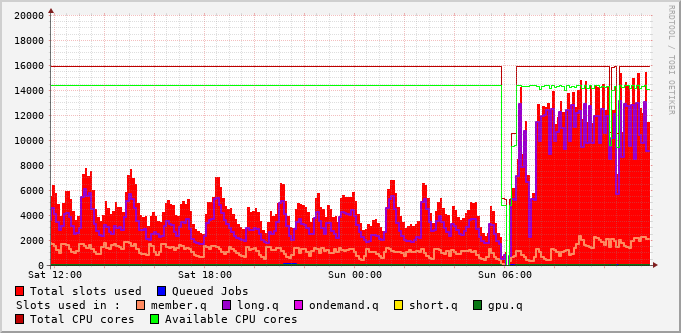 RRDTOOL / TOBI OETIKER
20000
18000
16000
14000
12000
10000
8000
6000
4000
2000
0
Sat 12:00 Sat 18:00 Sun 00:00 Sun 06:00
Total slots used Queued Jobs
Slots used in : member.q long.q ondemand.q short.q gpu.q
Total CPU cores Available CPU cores